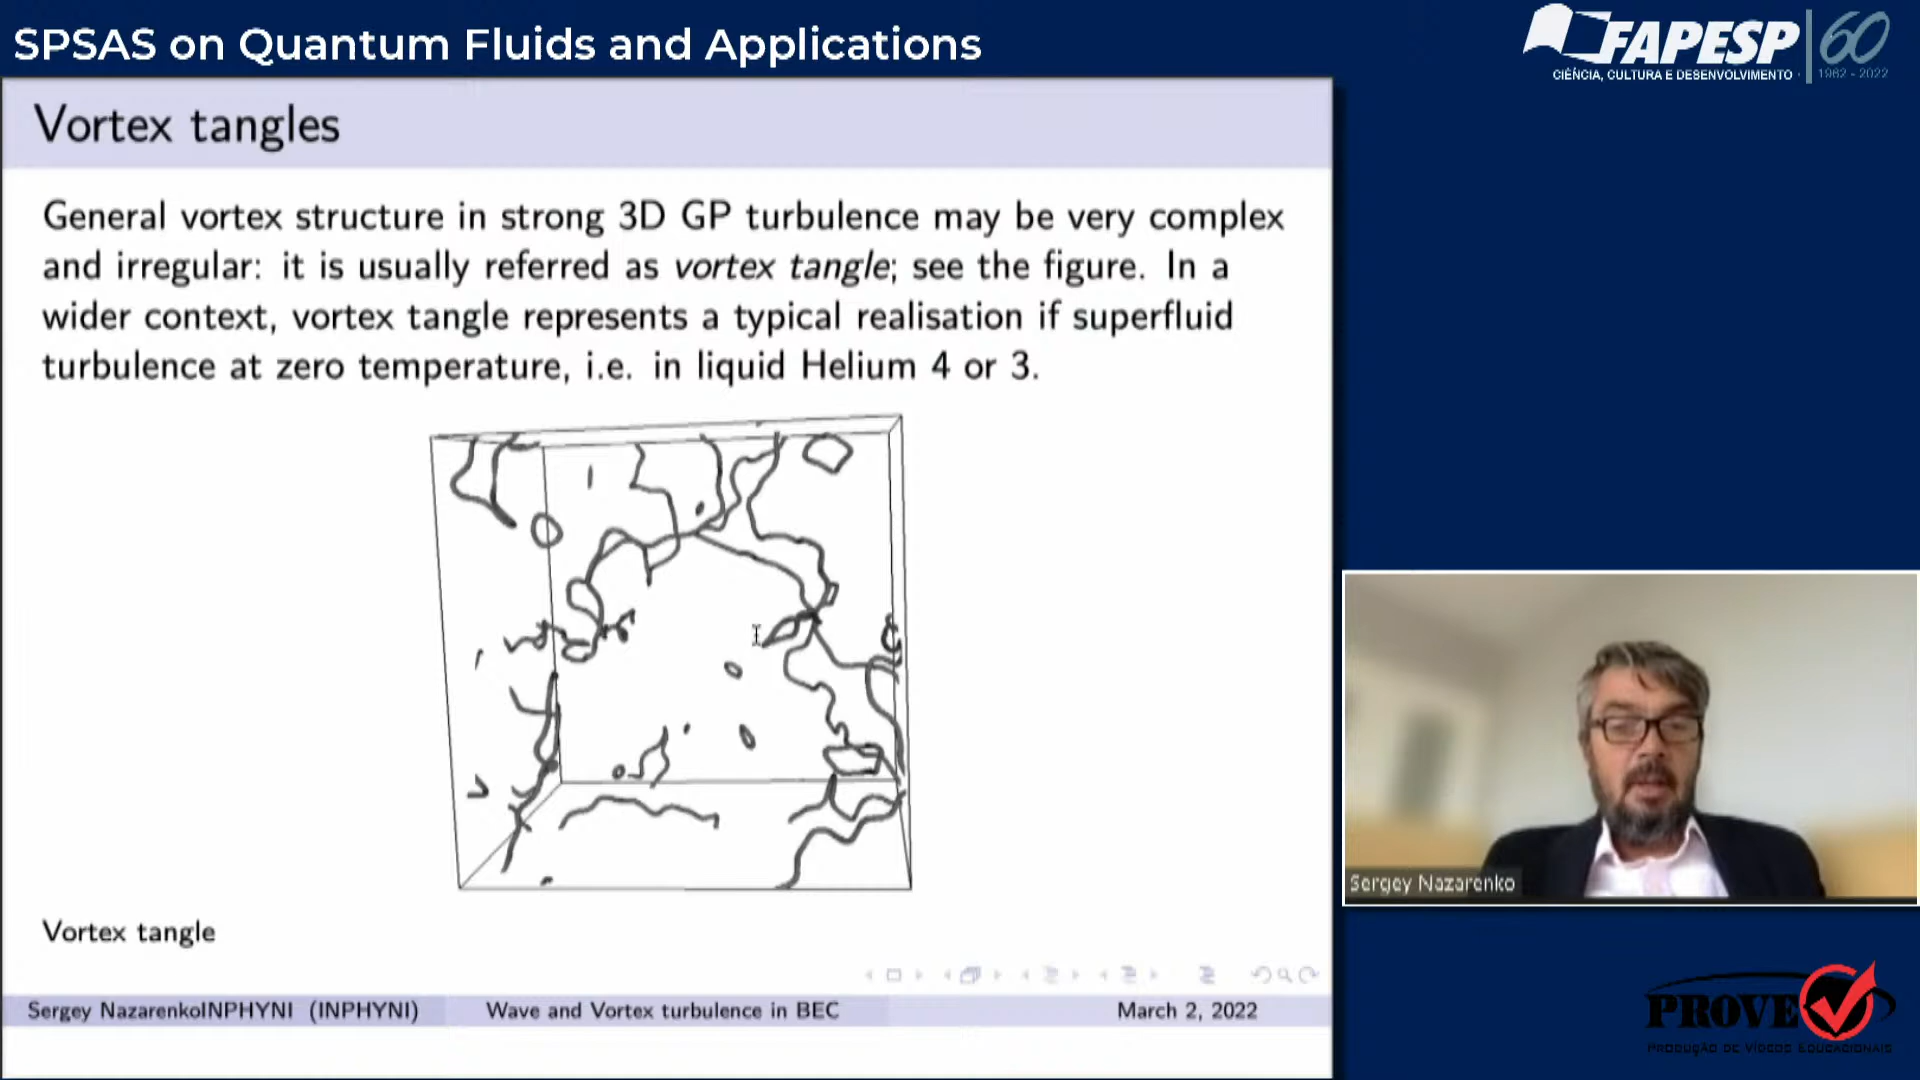 SPSAS on Quantum Fluids and Applications
FAPESP 60
CIÊNCIA, CULTURA E DESENVOLVIMENTO
1962 - 2022
Vortex tangles
General vortex structure in strong 3D GP turbulence may be very complex
and irregular: it is usually referred as vortex tangle; see the figure. In a
wider context, vortex tangle represents a typical realisation if superfluid
turbulence at zero temperature, i.e. in liquid Helium 4 or 3.
Sergey Nazarenko
Vortex tangle
Sergey NazarenkoINPHYNI (INPHYNI)
Wave and Vortex turbulence in BEC
March 2, 2022
PROVE
PRODUÇÃO DE VÍDEOS EDUCACIONAIS